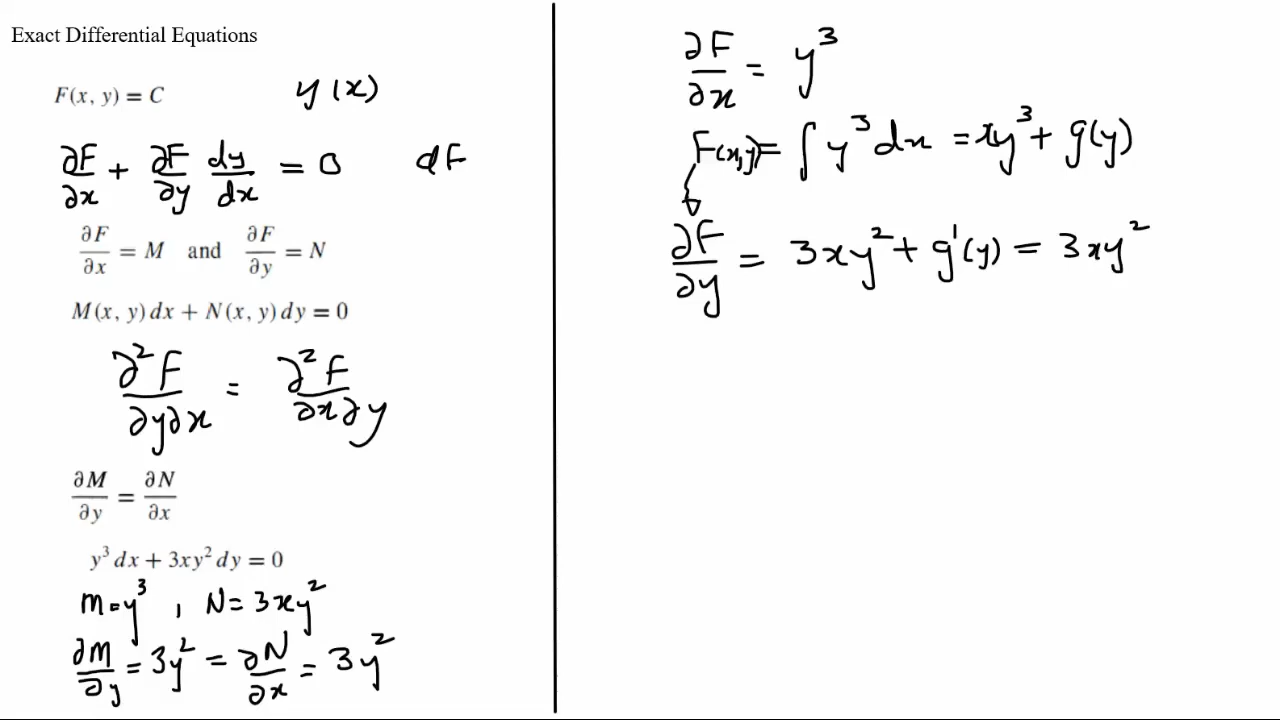 Exact Differential Equations
F(x, y) = C y(x)
∂F/∂x + ∂F/∂y dy/dx = 0 dF
∂F/∂x = M and ∂F/∂y = N
M(x, y) dx + N(x, y) dy = 0
∂²F/∂y∂x = ∂²F/∂x∂y
∂M/∂y = ∂N/∂x
y³ dx + 3xy² dy = 0
M = y³ , N = 3xy²
∂M/∂y = 3y² = ∂N/∂x = 3y²
∂F/∂x = y³
F(x,y) = ∫ y³ dx = xy³ + g(y)
∂F/∂y = 3xy² + g'(y) = 3xy²